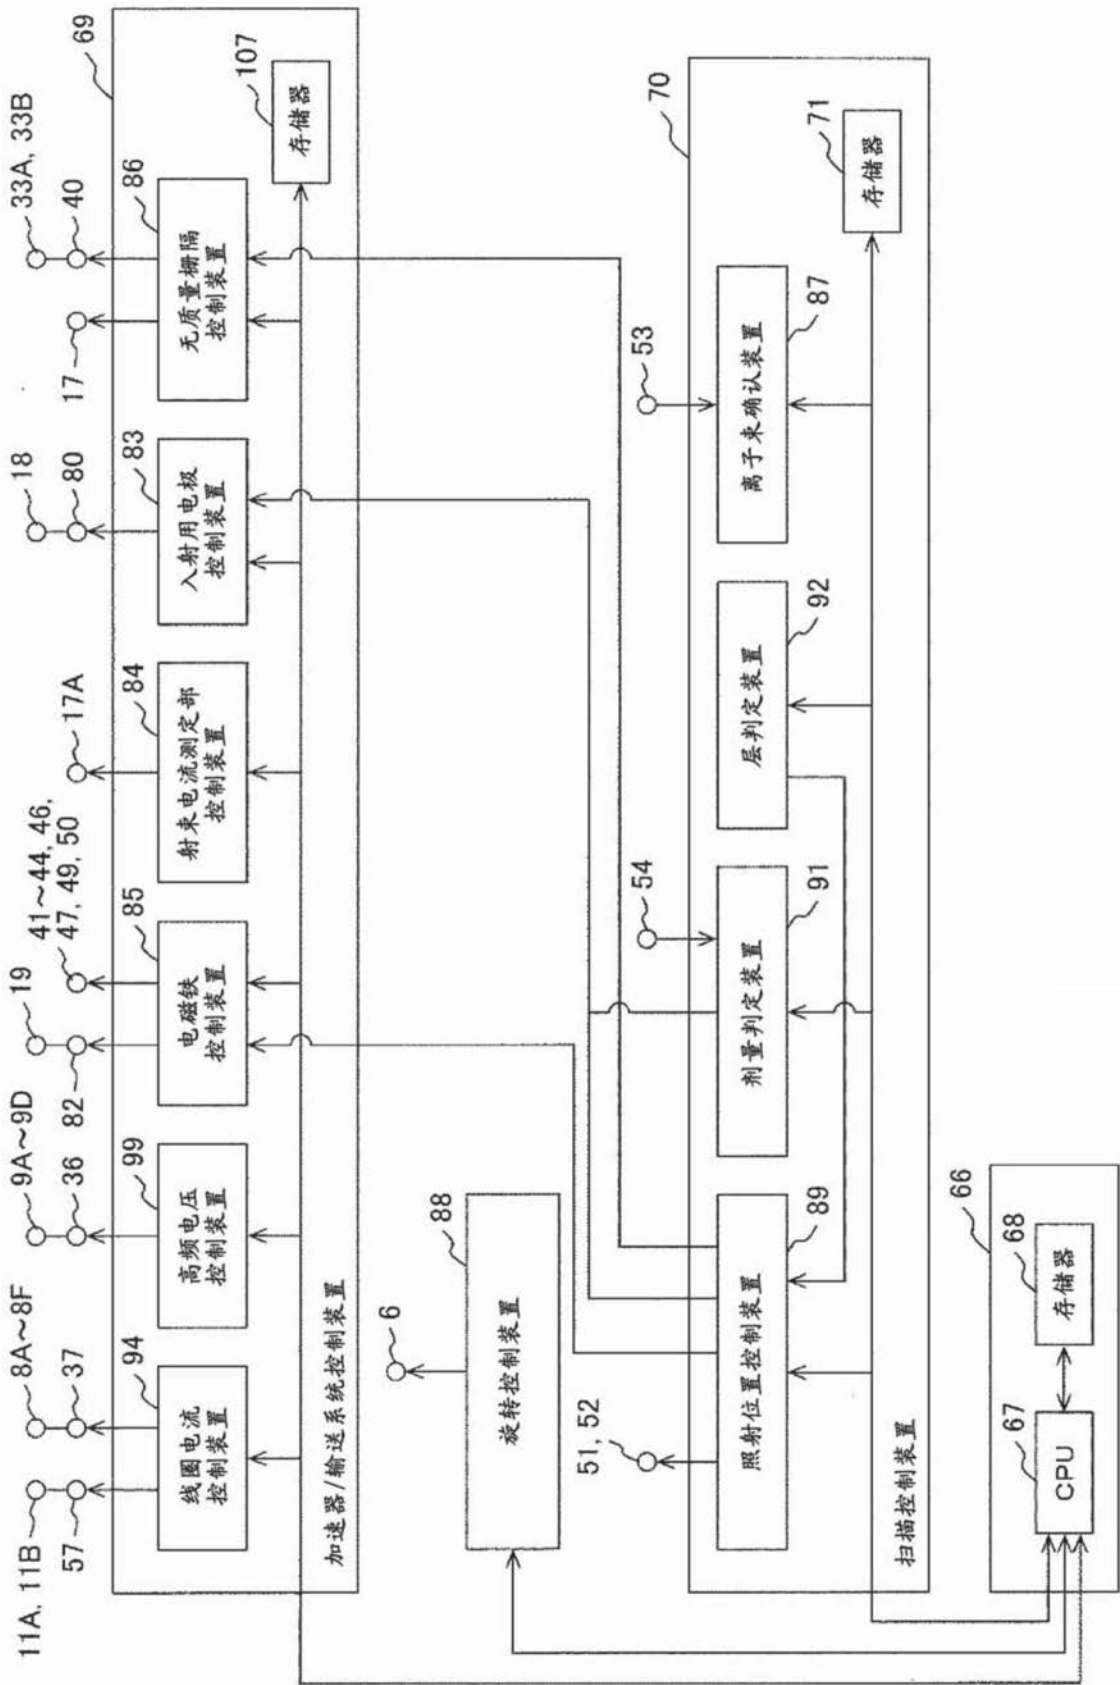 11A, 11B
57
8A～8F
37
94
线圈电流
控制装置
9A～9D
36
99
高频电压
控制装置
19
82
41～44, 46,
47, 49, 50
85
电磁铁
控制装置
17A
84
射束电流测定部
控制装置
18
80
83
入射用电极
控制装置
17
33A, 33B
40
86
无质量栅隔
控制装置
69
107
存储器
加速器/输送系统控制装置
6
88
旋转控制装置
51, 52
89
照射位置控制装置
54
91
剂量判定装置
92
层判定装置
53
87
离子束确认装置
70
71
存储器
扫描控制装置
66
67
CPU
68
存储器